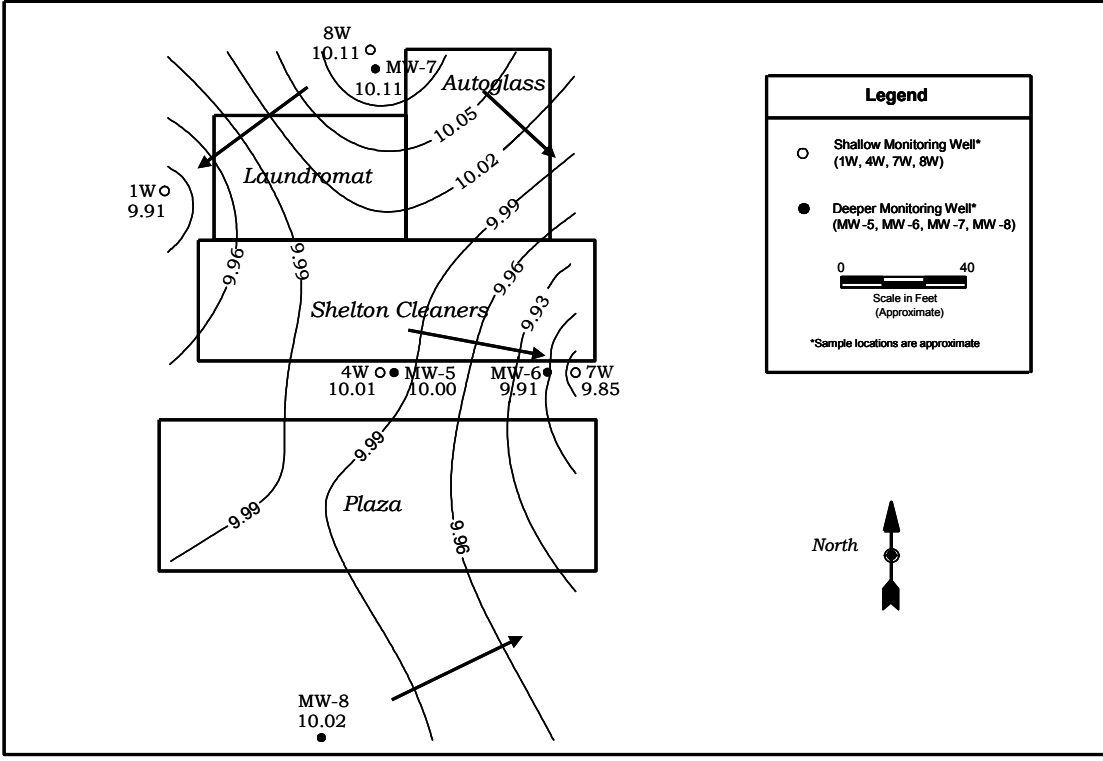 8W
10.11
MW-7
10.11
Autoglass
10.05
10.02
Laundromat
1W
9.91
9.99
9.96
9.99
9.96
9.93
Shelton Cleaners
4W
10.01
MW-5
10.00
MW-6
9.91
7W
9.85
9.99
Plaza
9.99
9.96
MW-8
10.02
Legend
Shallow Monitoring Well*
(1W, 4W, 7W, 8W)
Deeper Monitoring Well*
(MW-5, MW-6, MW-7, MW-8)
0 40
Scale in Feet
(Approximate)
*Sample locations are approximate
North